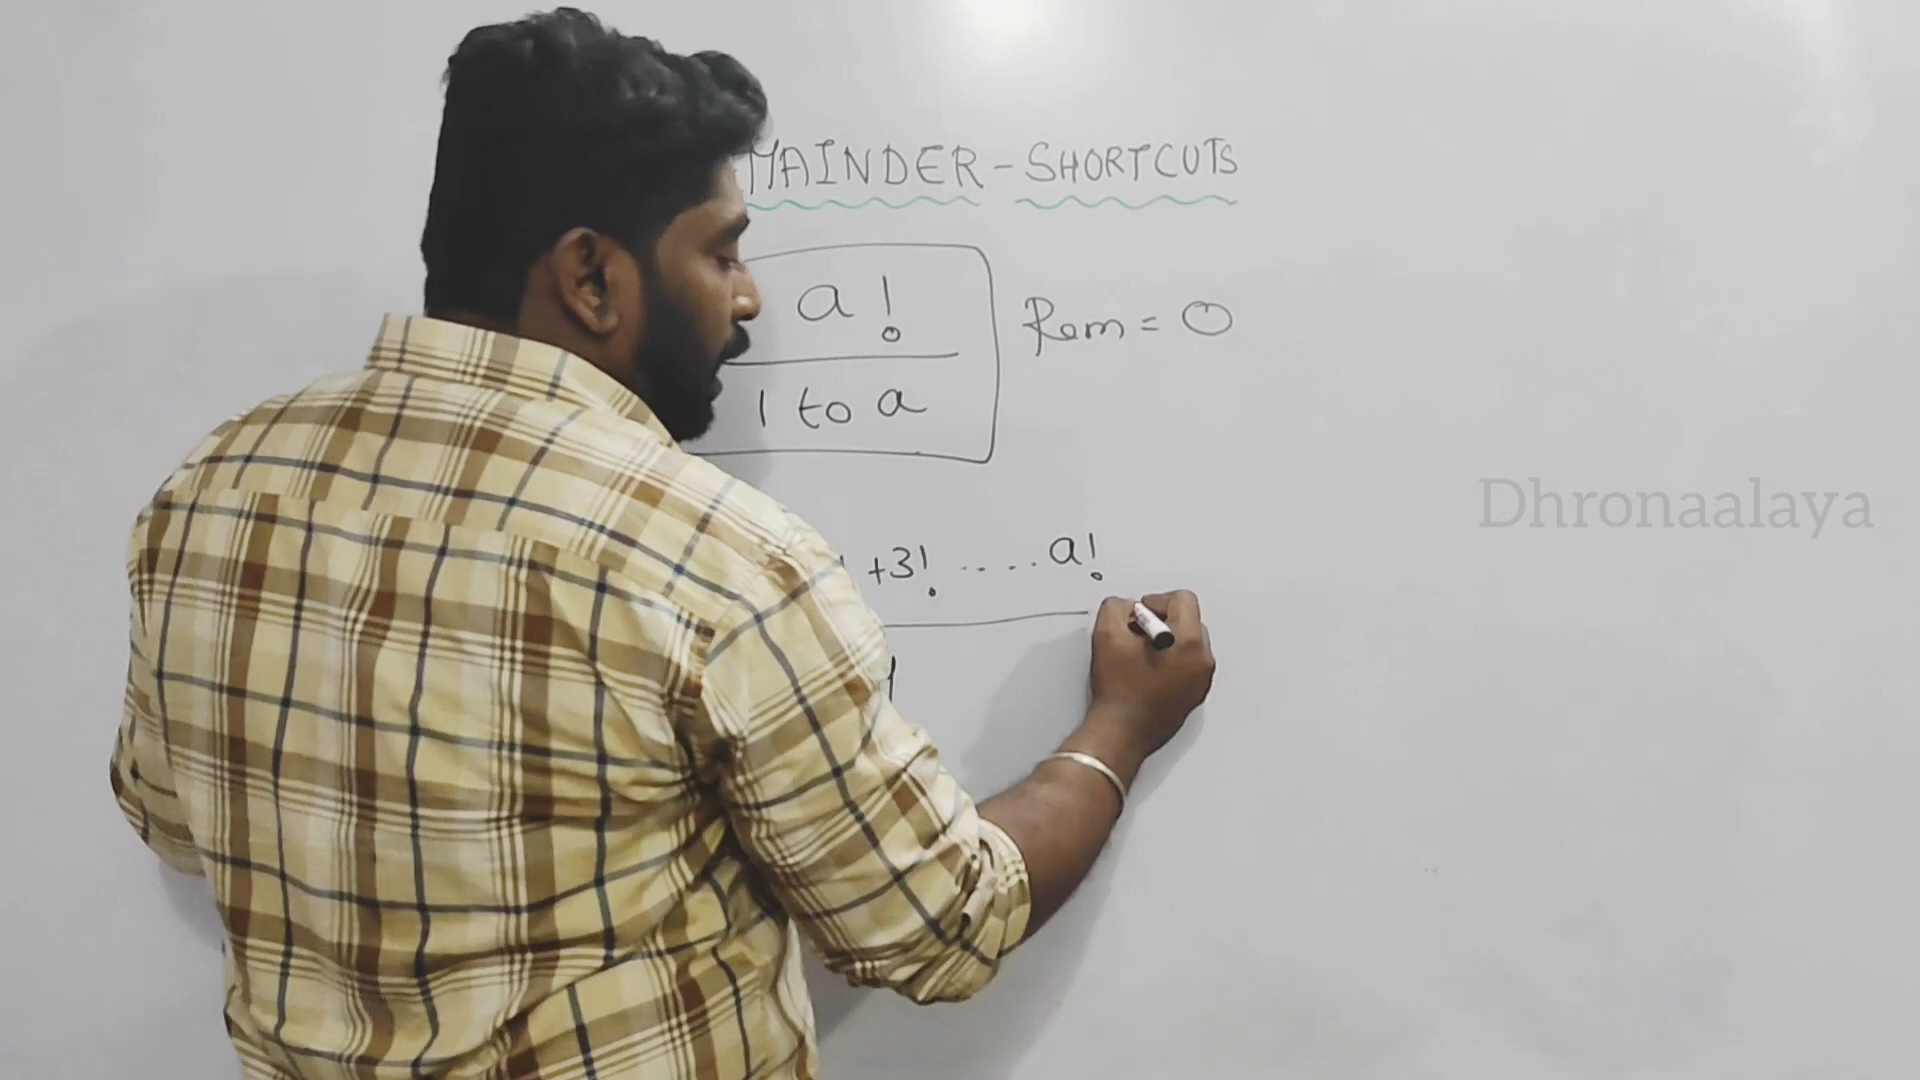 MAINDER - SHORTCUTS
a!
Rem = 0
1 to a
Dhronaalaya
! +3! ..... a!